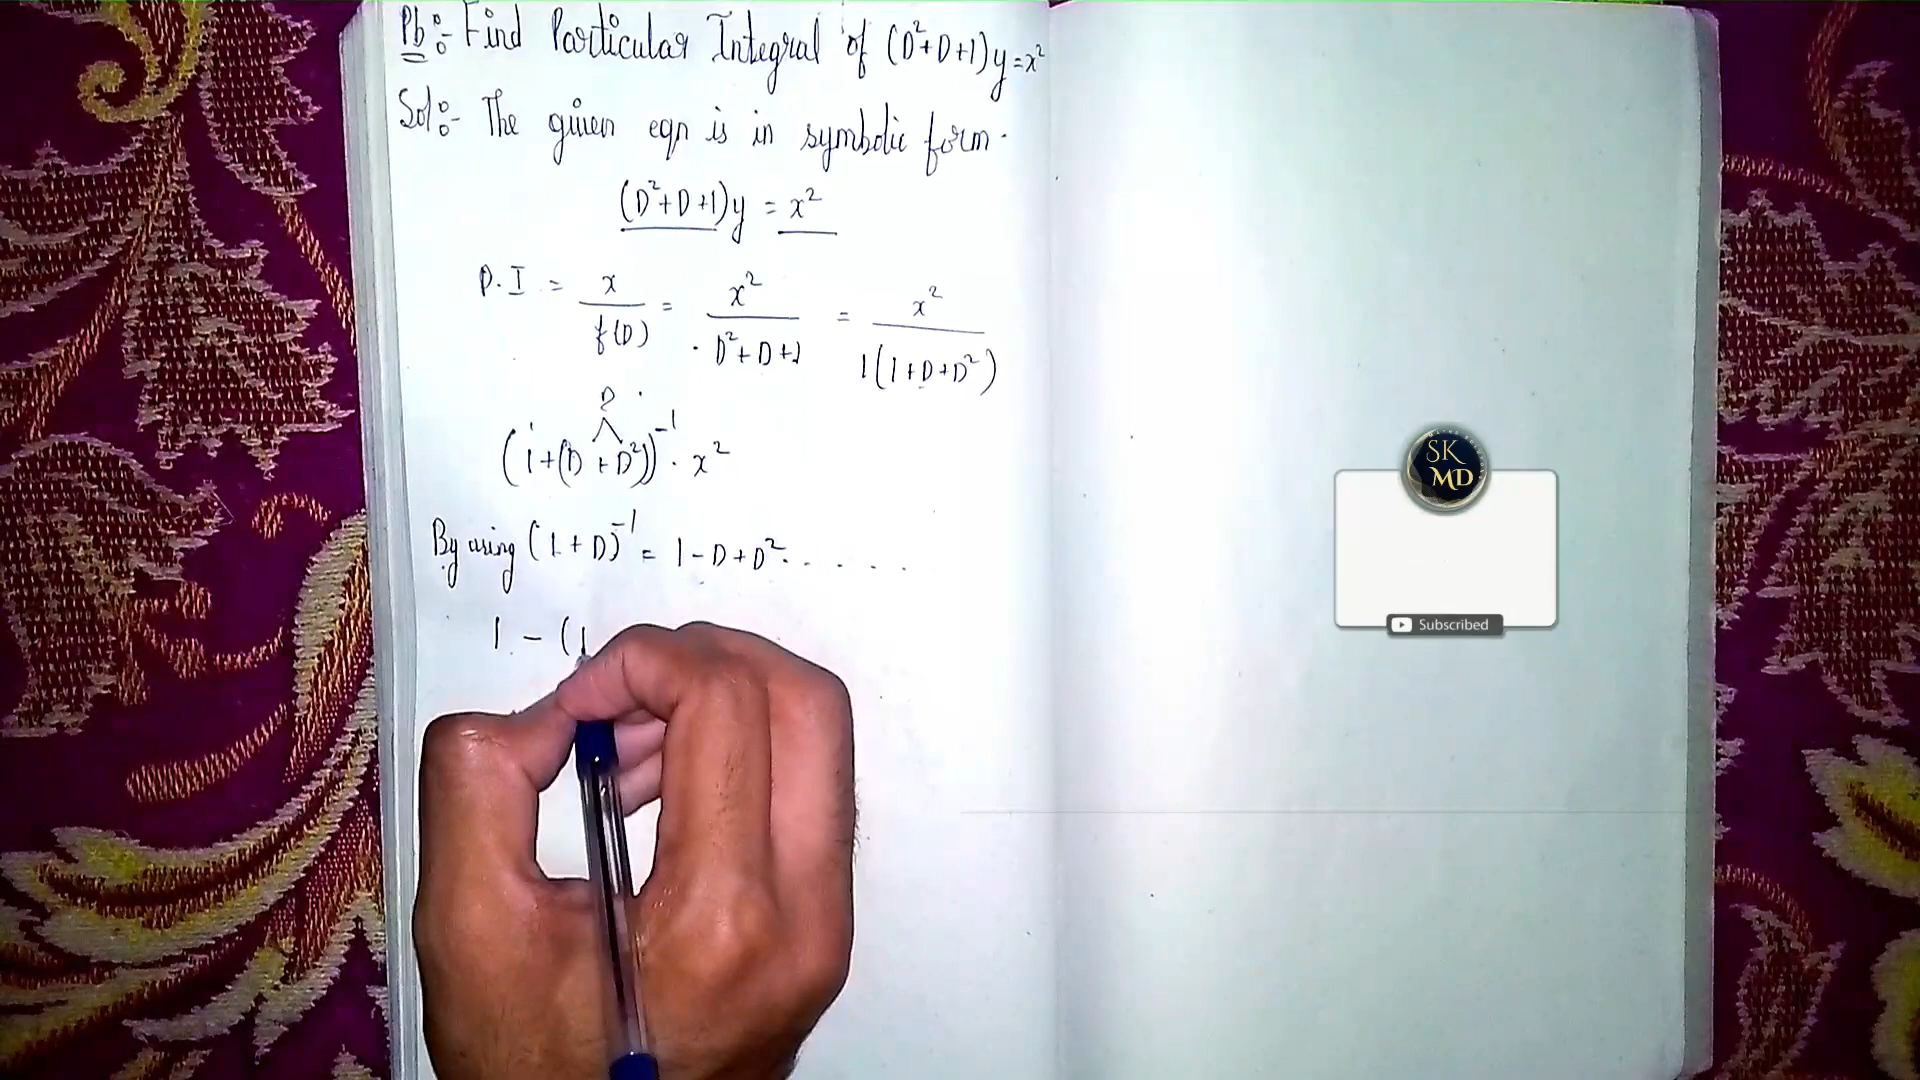 Pb:- Find Particular Integral of (D²+D+1)y=x²
Sol:- The given eqn is in symbolic form.
(D²+D+1)y = x²
P.I = x/f(D) = x²/D²+D+1 = x²/1(1+D+D²)
D
(1+(D+D²))⁻¹ . x²
By using (1+D)⁻¹ = 1-D+D²- . . . . .
1 - (
SK
MD
Subscribed